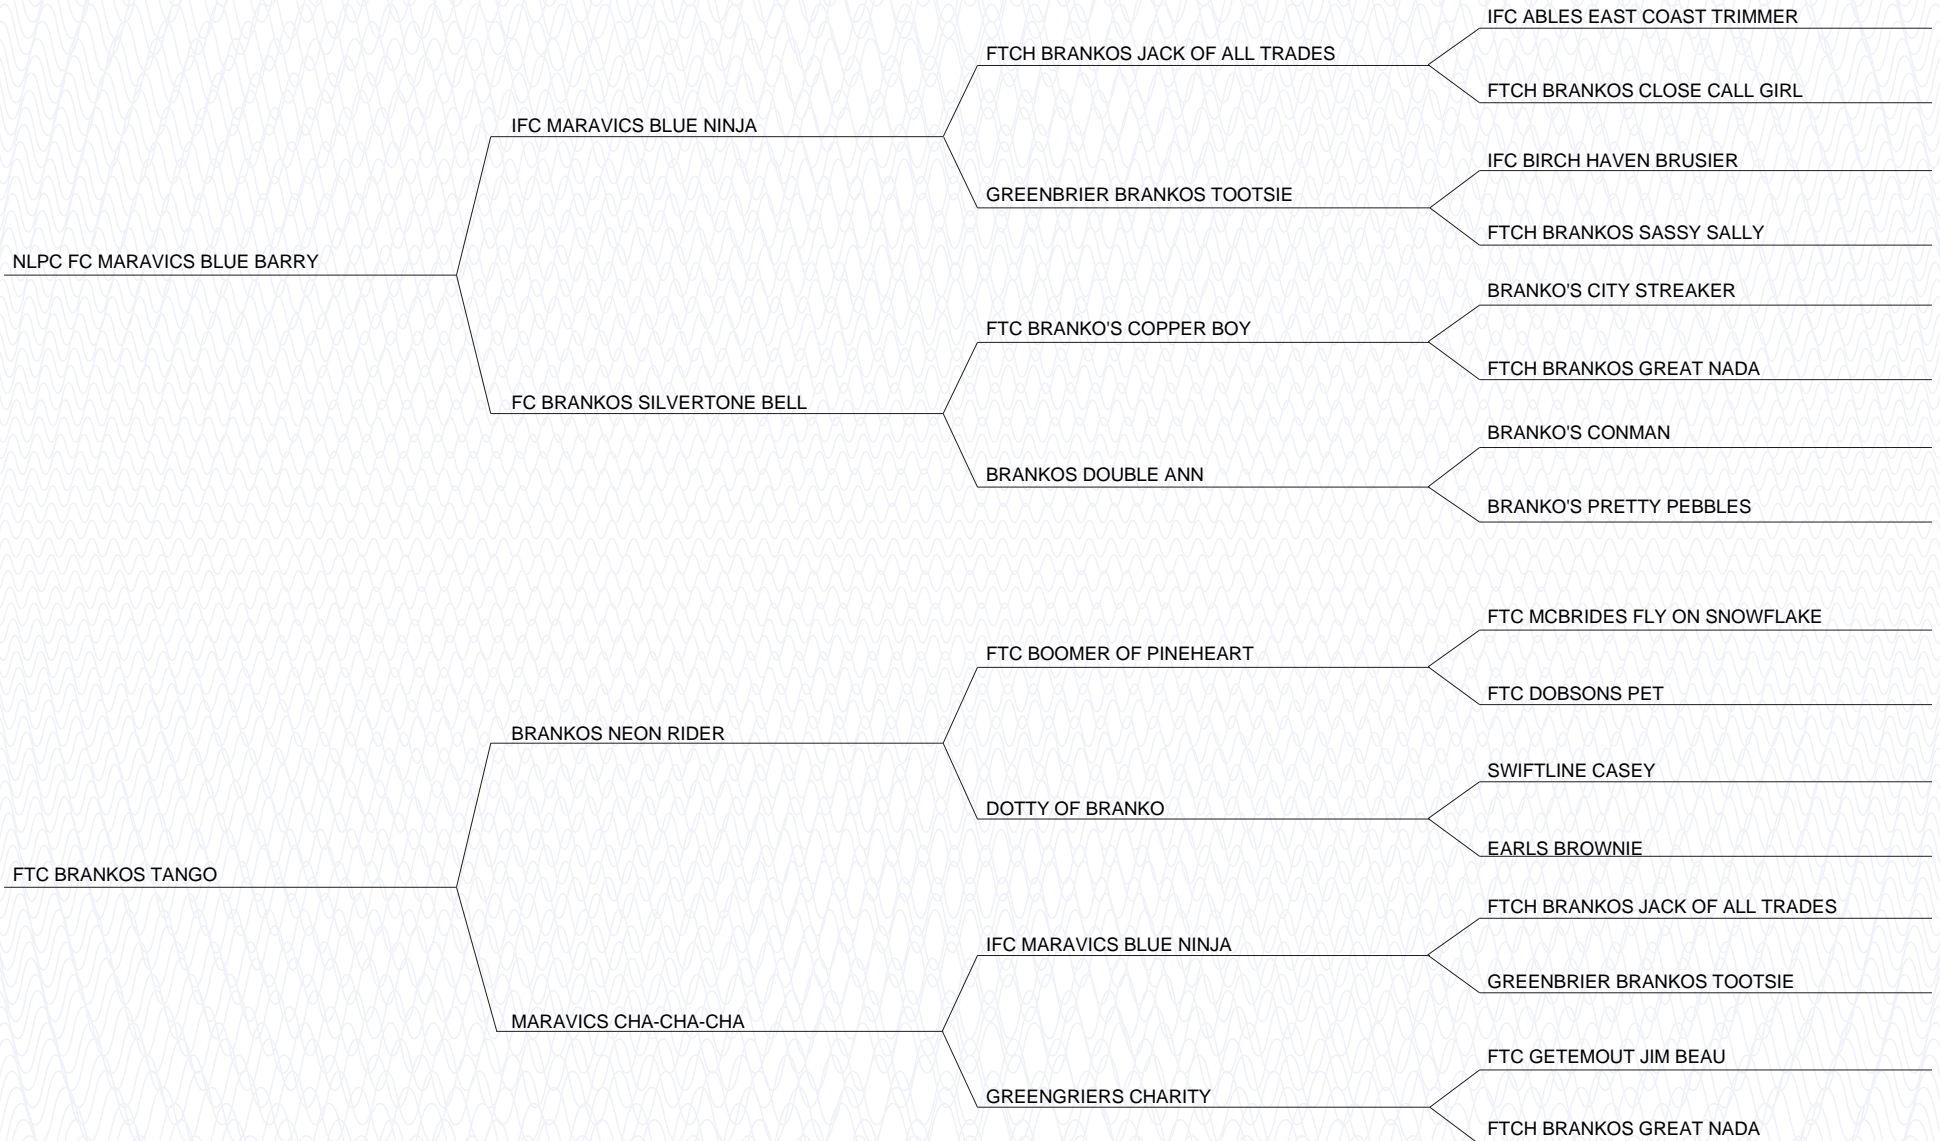 IFC ABLES EAST COAST TRIMMER
FTCH BRANKOS JACK OF ALL TRADES
FTCH BRANKOS CLOSE CALL GIRL
IFC MARAVICS BLUE NINJA
IFC BIRCH HAVEN BRUSIER
GREENBRIER BRANKOS TOOTSIE
FTCH BRANKOS SASSY SALLY
NLPC FC MARAVICS BLUE BARRY
BRANKO'S CITY STREAKER
FTC BRANKO'S COPPER BOY
FTCH BRANKOS GREAT NADA
FC BRANKOS SILVERTONE BELL
BRANKO'S CONMAN
BRANKOS DOUBLE ANN
BRANKO'S PRETTY PEBBLES
FTC MCBRIDES FLY ON SNOWFLAKE
FTC BOOMER OF PINEHEART
FTC DOBSONS PET
BRANKOS NEON RIDER
SWIFTLINE CASEY
DOTTY OF BRANKO
EARLS BROWNIE
FTC BRANKOS TANGO
FTCH BRANKOS JACK OF ALL TRADES
IFC MARAVICS BLUE NINJA
GREENBRIER BRANKOS TOOTSIE
MARAVICS CHA-CHA-CHA
FTC GETEMOUT JIM BEAU
GREENGRIERS CHARITY
FTCH BRANKOS GREAT NADA